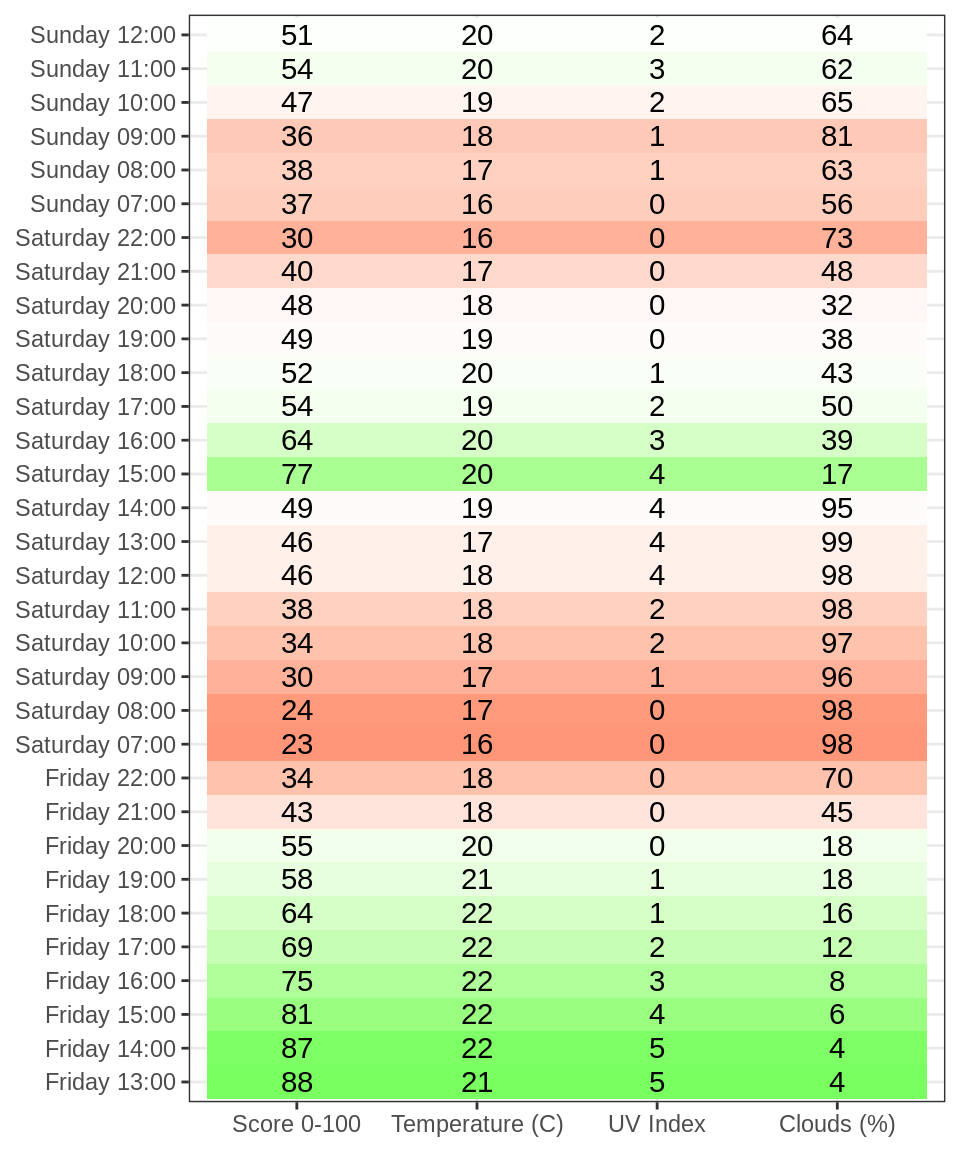 Sunday 12:00 51 20 2 64
Sunday 11:00 54 20 3 62
Sunday 10:00 47 19 2 65
Sunday 09:00 36 18 1 81
Sunday 08:00 38 17 1 63
Sunday 07:00 37 16 0 56
Saturday 22:00 30 16 0 73
Saturday 21:00 40 17 0 48
Saturday 20:00 48 18 0 32
Saturday 19:00 49 19 0 38
Saturday 18:00 52 20 1 43
Saturday 17:00 54 19 2 50
Saturday 16:00 64 20 3 39
Saturday 15:00 77 20 4 17
Saturday 14:00 49 19 4 95
Saturday 13:00 46 17 4 99
Saturday 12:00 46 18 4 98
Saturday 11:00 38 18 2 98
Saturday 10:00 34 18 2 97
Saturday 09:00 30 17 1 96
Saturday 08:00 24 17 0 98
Saturday 07:00 23 16 0 98
Friday 22:00 34 18 0 70
Friday 21:00 43 18 0 45
Friday 20:00 55 20 0 18
Friday 19:00 58 21 1 18
Friday 18:00 64 22 1 16
Friday 17:00 69 22 2 12
Friday 16:00 75 22 3 8
Friday 15:00 81 22 4 6
Friday 14:00 87 22 5 4
Friday 13:00 88 21 5 4
Score 0-100 Temperature (C) UV Index Clouds (%)